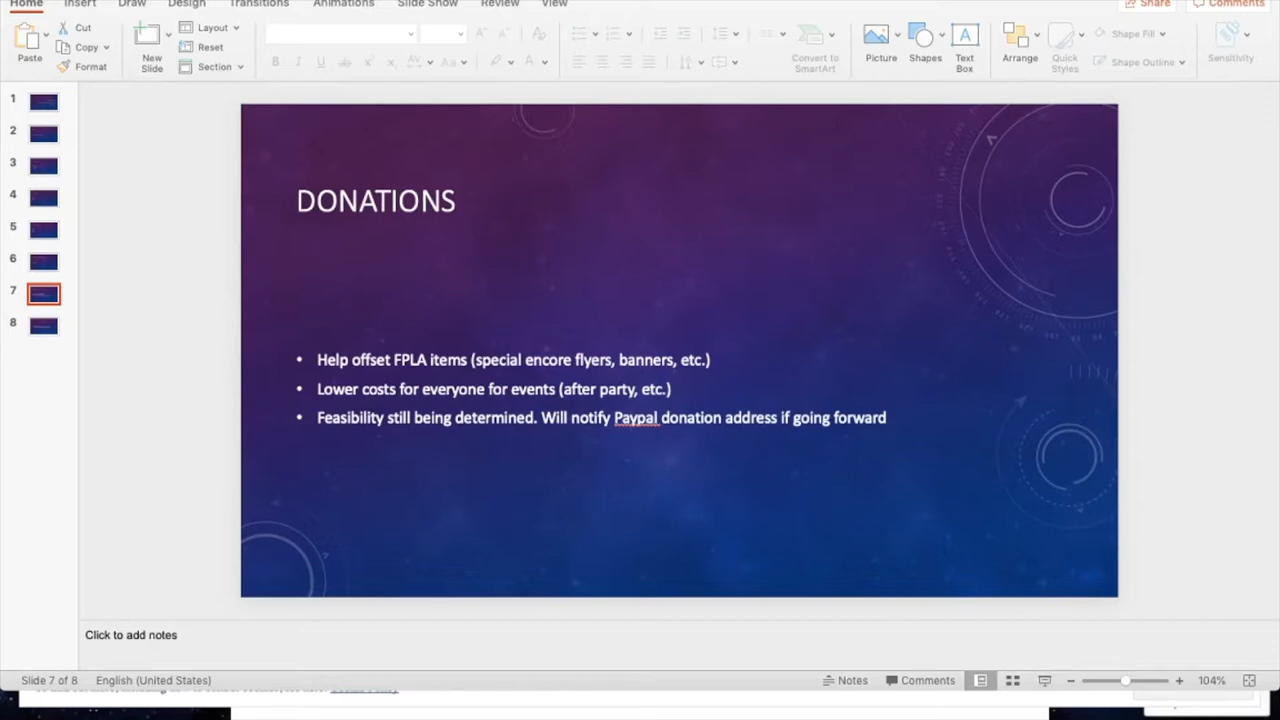 Home Insert Draw Design Transitions Animations Slide Show Review View Share Comments
Paste Cut Copy Format
New Slide Layout Reset Section
Convert to SmartArt
Picture Shapes Text Box Arrange Quick Styles Shape Fill Shape Outline Sensitivity
1
2
3
4
5
6
7
8
DONATIONS
• Help offset FPLA items (special encore flyers, banners, etc.)
• Lower costs for everyone for events (after party, etc.)
• Feasibility still being determined. Will notify Paypal donation address if going forward
Click to add notes
Slide 7 of 8 English (United States) Notes Comments 104%